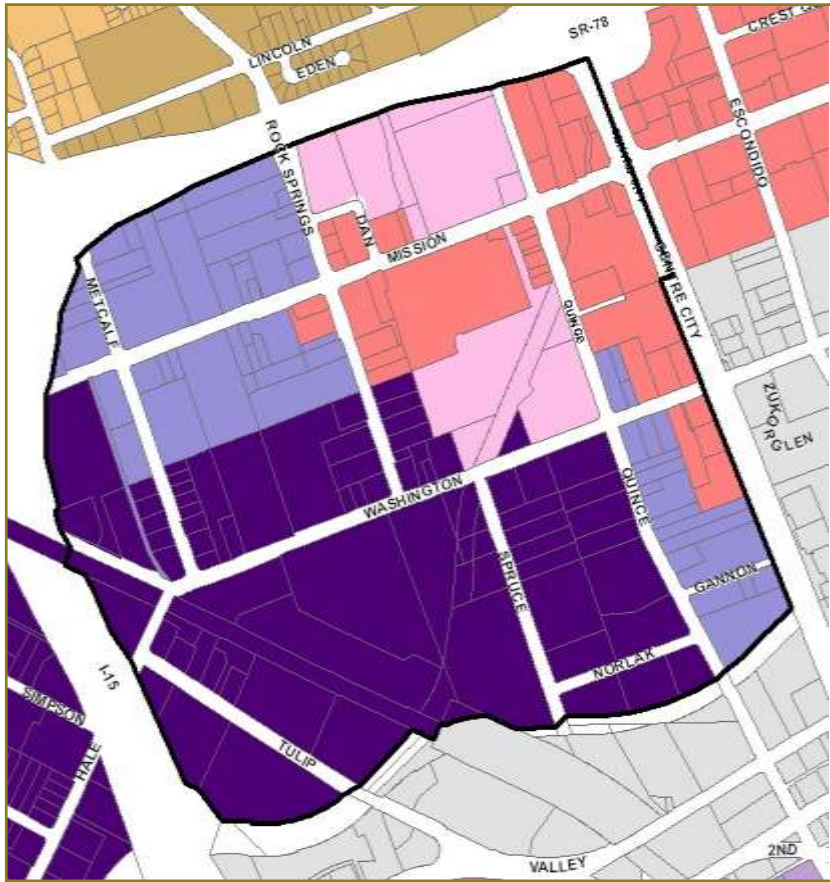 SR-78
CREST
LINCOLN
EDEN
ESCONDIDO
ROCK SPRINGS
DAN
MISSION
CENTRE CITY
METCALF
QUINCE
ZUKOR
GLEN
WASHINGTON
QUINCE
SPRUCE
GANNON
NORLAK
I-15
SIMPSON
HALE
TULIP
VALLEY
2ND